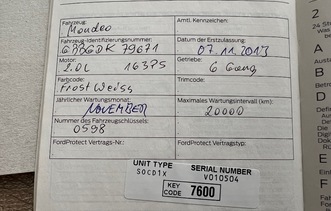 Fahrzeug:
Mondeo
Amtl. Kennzeichen:
Fahrzeug-Identifizierungsnummer:
Datum der Erstzulassung:
07.11.2013
Motor:
2.0L 163PS
Getriebe:
6 Gang
Farbcode:
Frost Weiss
Trimcode:
Jährlicher Wartungsmonat:
NOVEMBER
Maximales Wartungsintervall (km):
20000
Nummer des Fahrzeugschlüssels:
0598
FordProtect Vertrags-Nr.:
FordProtect Vertragstyp:
UNIT TYPE
SERIAL NUMBER
V010504
KEY CODE
7600
2